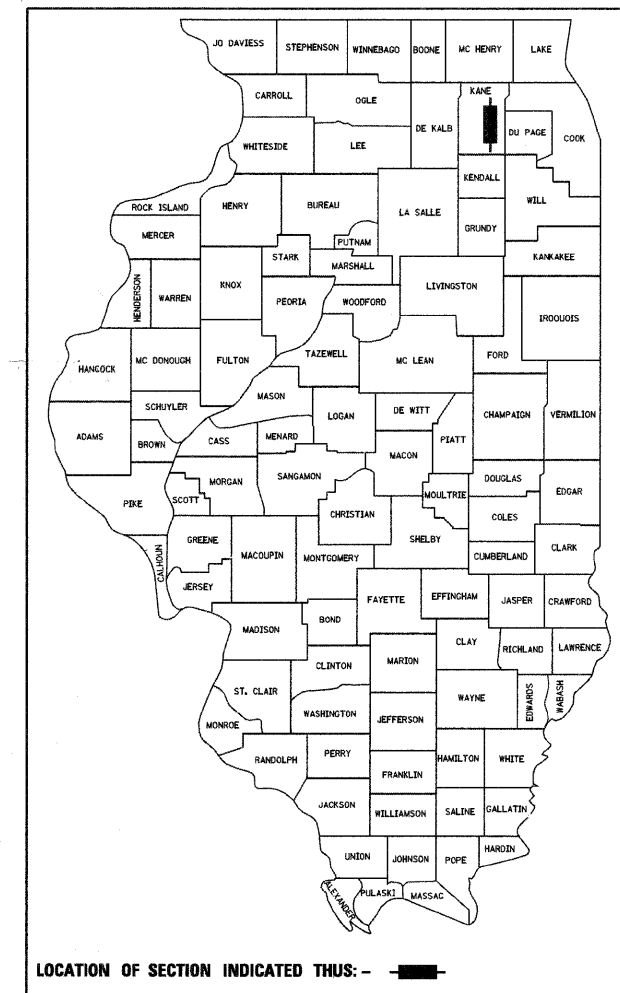 JO DAVIESS STEPHENSON WINNEBAGO BOONE MC HENRY LAKE
CARROLL OGLE KANE
DE KALB DU PAGE COOK
WHITESIDE LEE
KENDALL
ROCK ISLAND HENRY BUREAU LA SALLE WILL
GRUNDY
MERCER PUTNAM
STARK MARSHALL KANKAKEE
HENDERSON WARREN KNOX PEORIA WOODFORD LIVINGSTON
IROQUOIS
HANCOCK MC DONOUGH FULTON TAZEWELL MC LEAN FORD
MASON
SCHUYLER LOGAN DE WITT CHAMPAIGN VERMILION
ADAMS BROWN CASS MENARD MACON PIATT
MORGAN SANGAMON DOUGLAS EDGAR
PIKE SCOTT CHRISTIAN MOULTRIE COLES
CALHOUN GREENE MACOUPIN MONTGOMERY SHELBY CUMBERLAND CLARK
JERSEY
FAYETTE EFFINGHAM JASPER CRAWFORD
MADISON BOND
CLAY RICHLAND LAWRENCE
CLINTON MARION
ST. CLAIR WAYNE EDWARDS WABASH
WASHINGTON JEFFERSON
MONROE
RANDOLPH PERRY HAMILTON WHITE
FRANKLIN
JACKSON WILLIAMSON SALINE GALLATIN
UNION JOHNSON POPE HARDIN
ALEXANDER PULASKI MASSAC
LOCATION OF SECTION INDICATED THUS: -